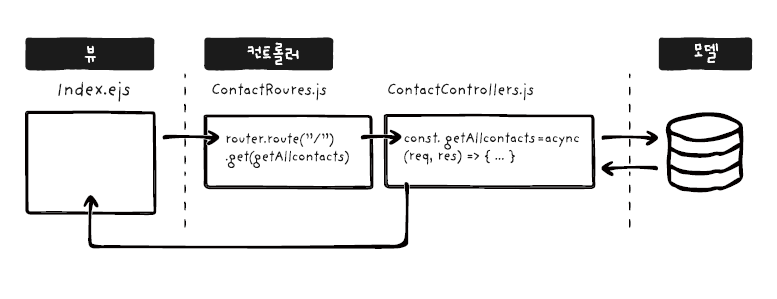 뷰
컨트롤러
모델
Index.ejs
ContactRoures.js
ContactControllers.js
router.route("/")
.get(getAllcontacts)
const. getAllcontacts=acync
(req, res) => { ... }